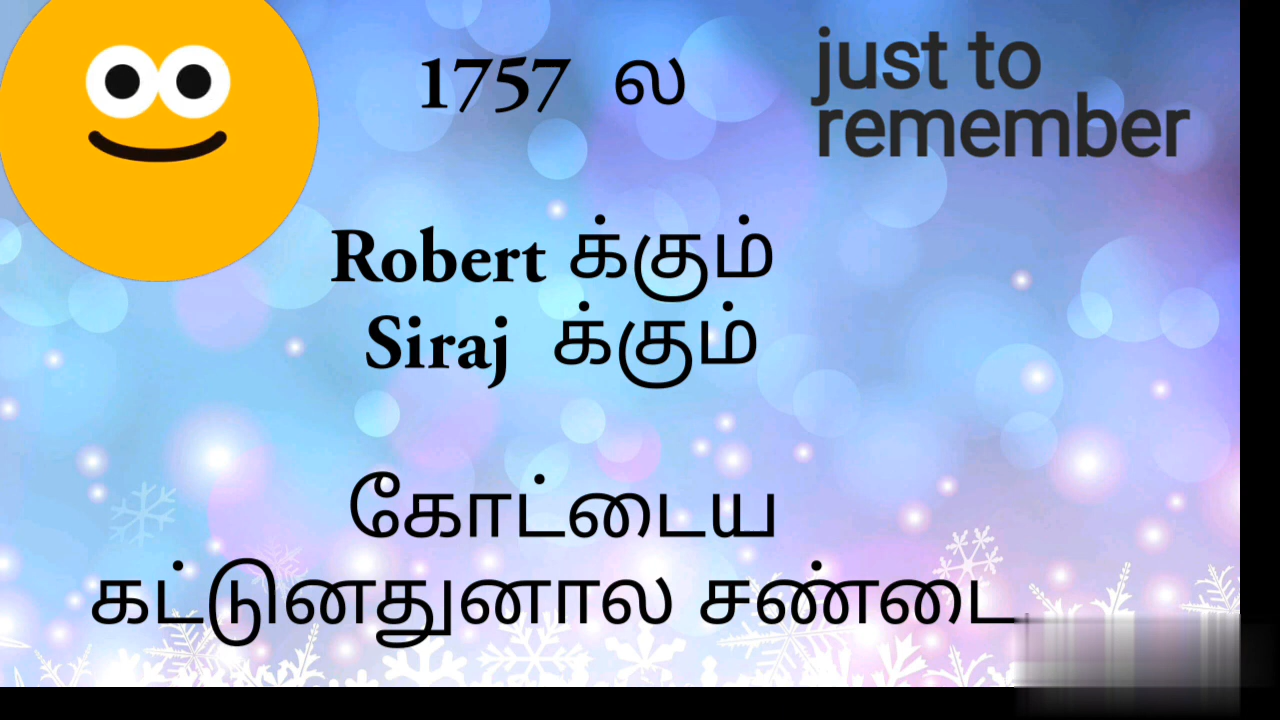 1757 ல
just to
remember
Robert க்கும்
Siraj க்கும்
கோட்டைய
கட்டுனதுனால சண்டை